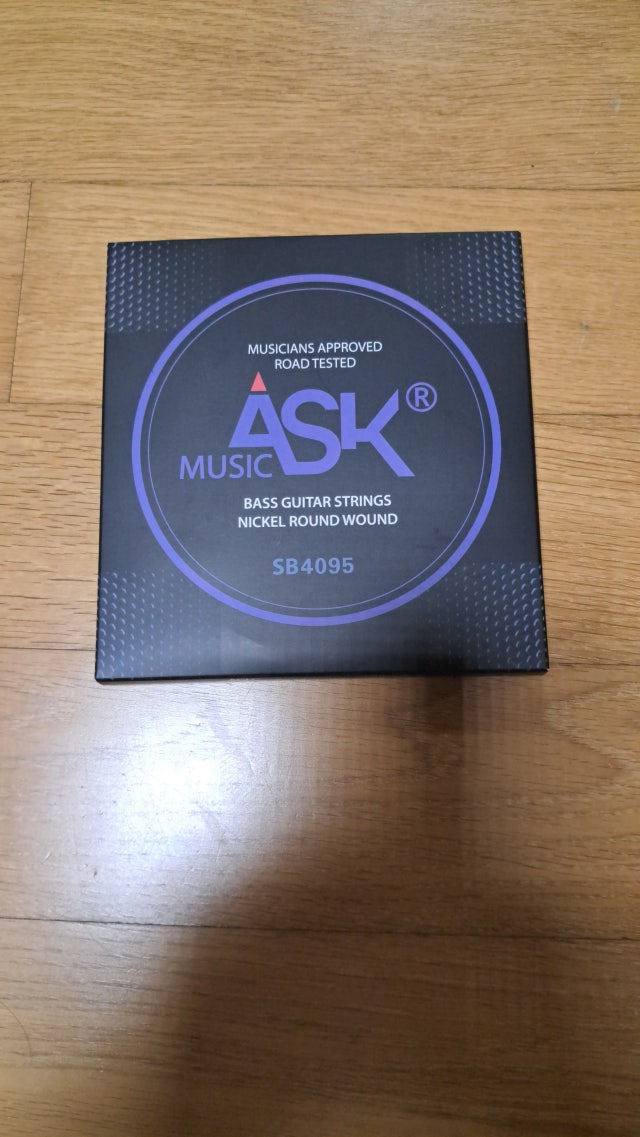 MUSICIANS APPROVED
ROAD TESTED
ASK®
MUSIC
BASS GUITAR STRINGS
NICKEL ROUND WOUND
SB4095